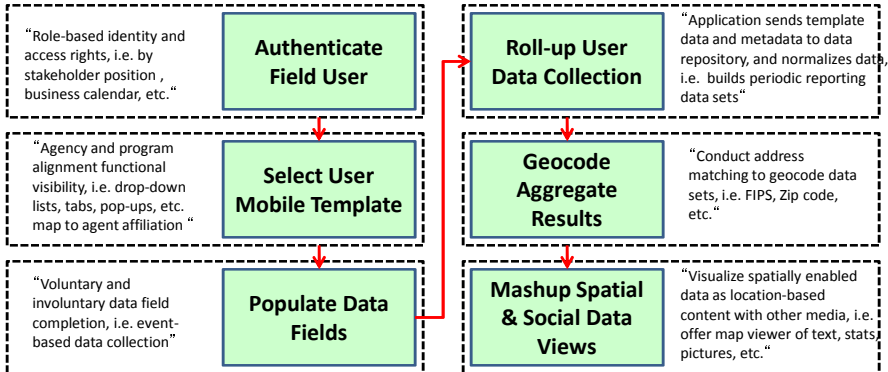 “Role-based identity and
access rights, i.e. by
stakeholder position ,
business calendar, etc.“
Authenticate
Field User
“Agency and program
alignment functional
visibility, i.e. drop-down
lists, tabs, pop-ups, etc.
map to agent affiliation “
Select User
Mobile Template
“Voluntary and
involuntary data field
completion, i.e. event-
based data collection”
Populate Data
Fields
Roll-up User
Data Collection
“Application sends template
data and metadata to data
repository, and normalizes data,
i.e. builds periodic reporting
data sets“
Geocode
Aggregate
Results
“Conduct address
matching to geocode data
sets, i.e. FIPS, Zip code,
etc.“
Mashup Spatial
& Social Data
Views
“Visualize spatially enabled
data as location-based
content with other media, i.e.
offer map viewer of text, stats,
pictures, etc.“